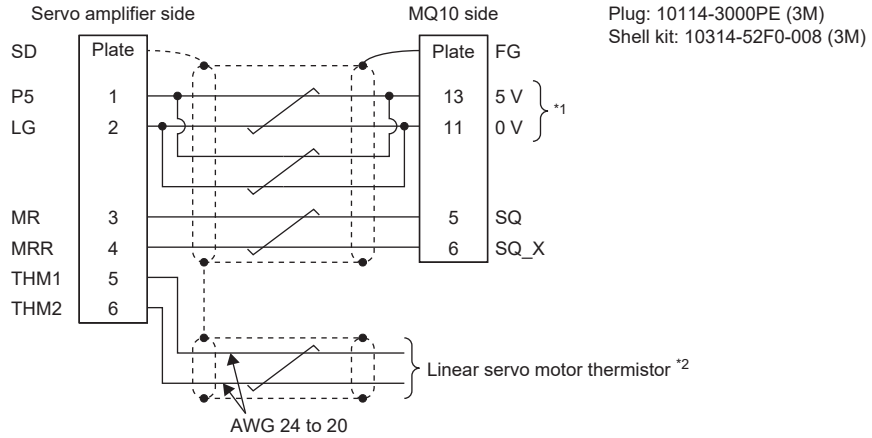 Servo amplifier side
MQ10 side
Plug: 10114-3000PE (3M)
Shell kit: 10314-52F0-008 (3M)
SD Plate Plate FG
P5 1 13 5 V *1
LG 2 11 0 V
MR 3 5 SQ
MRR 4 6 SQ_X
THM1 5
THM2 6
Linear servo motor thermistor *2
AWG 24 to 20